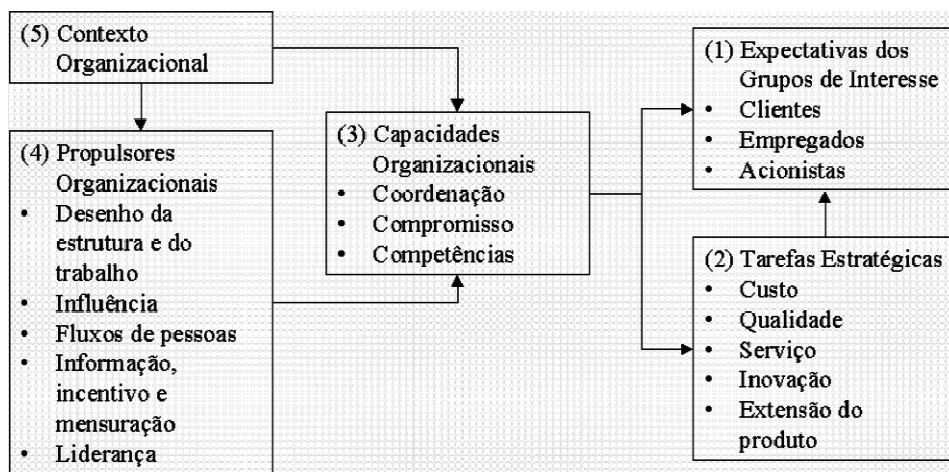 (5) Contexto
Organizacional
(4) Propulsores
Organizacionais
• Desenho da
estrutura e do
trabalho
• Influência
• Fluxos de pessoas
• Informação,
incentivo e
mensuração
• Liderança
(3) Capacidades
Organizacionais
• Coordenação
• Compromisso
• Competências
(1) Expectativas dos
Grupos de Interesse
• Clientes
• Empregados
• Acionistas
(2) Tarefas Estratégicas
• Custo
• Qualidade
• Serviço
• Inovação
• Extensão do
produto